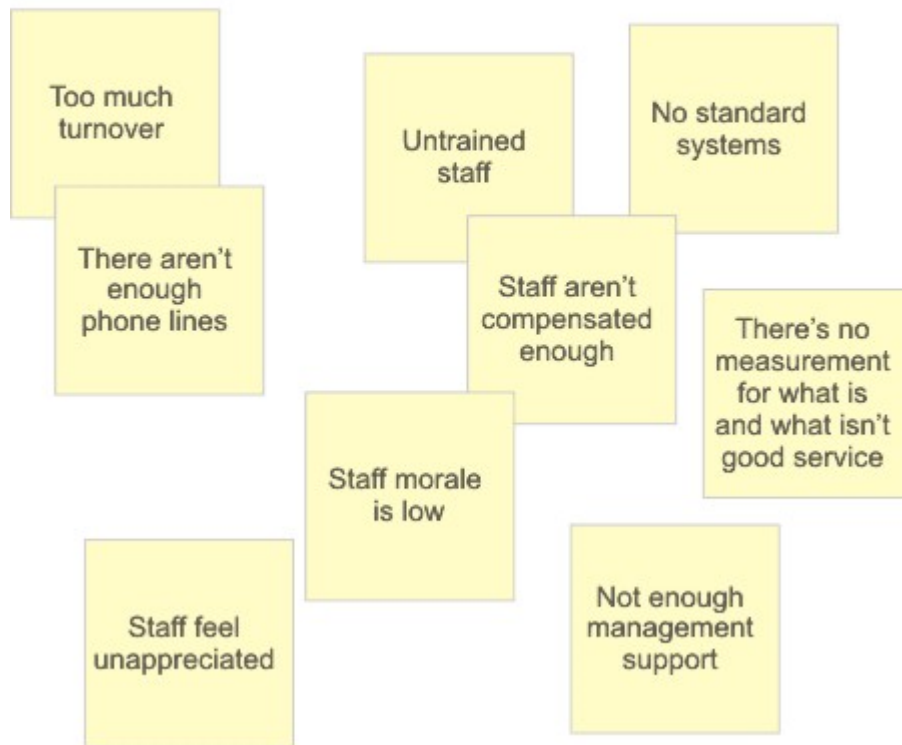 Too much
turnover
Untrained
staff
No standard
systems
There aren’t
enough
phone lines
Staff aren’t
compensated
enough
There’s no
measurement
for what is
and what isn’t
good service
Staff morale
is low
Staff feel
unappreciated
Not enough
management
support